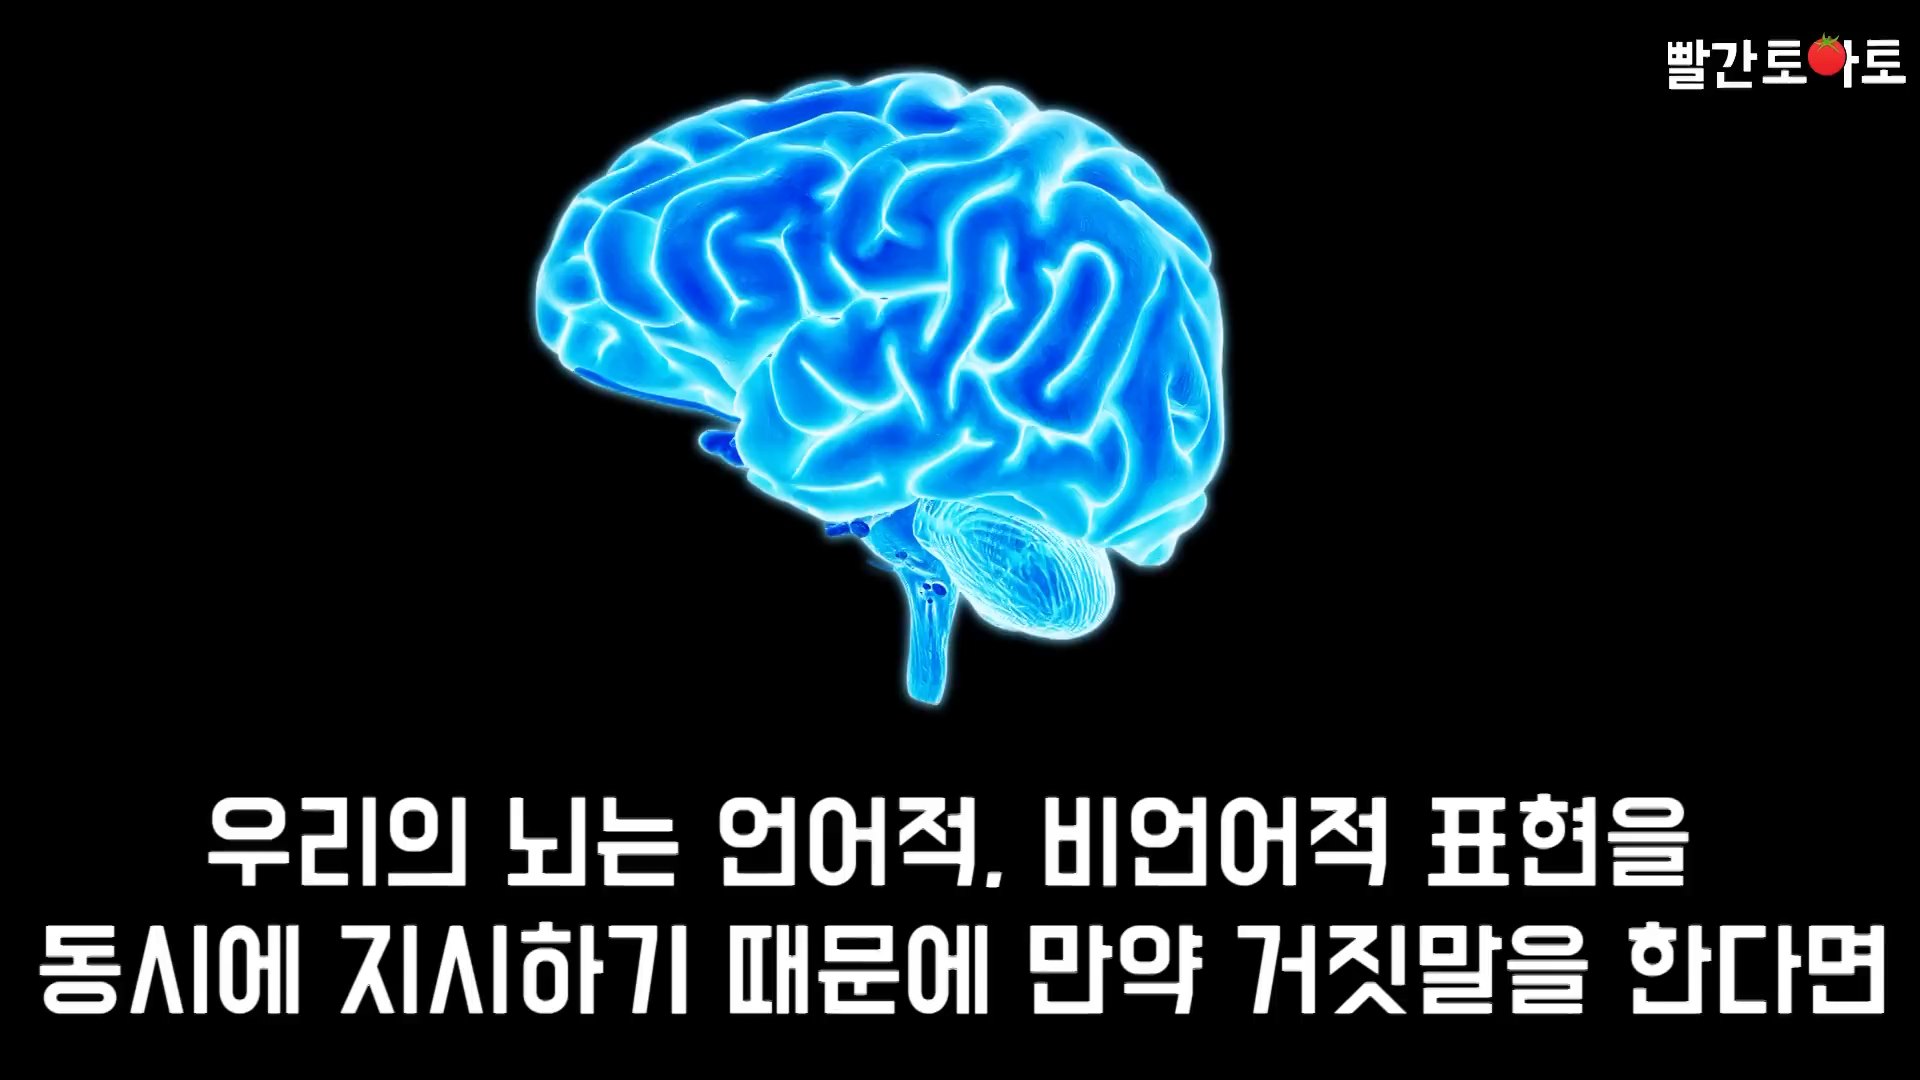 빨간토마토
우리의 뇌는 언어적, 비언어적 표현을
동시에 지시하기 때문에 만약 거짓말을 한다면